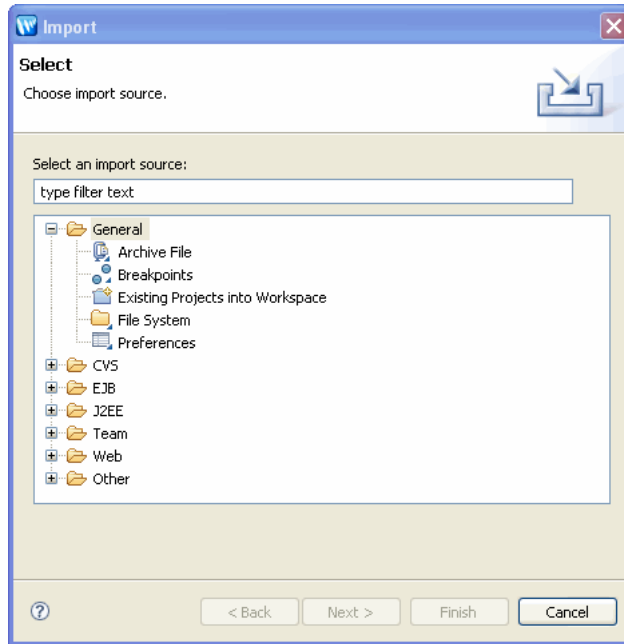 Import
Select
Choose import source.
Select an import source:
type filter text
General
Archive File
Breakpoints
Existing Projects into Workspace
File System
Preferences
CVS
EJB
J2EE
Team
Web
Other
< Back Next > Finish Cancel